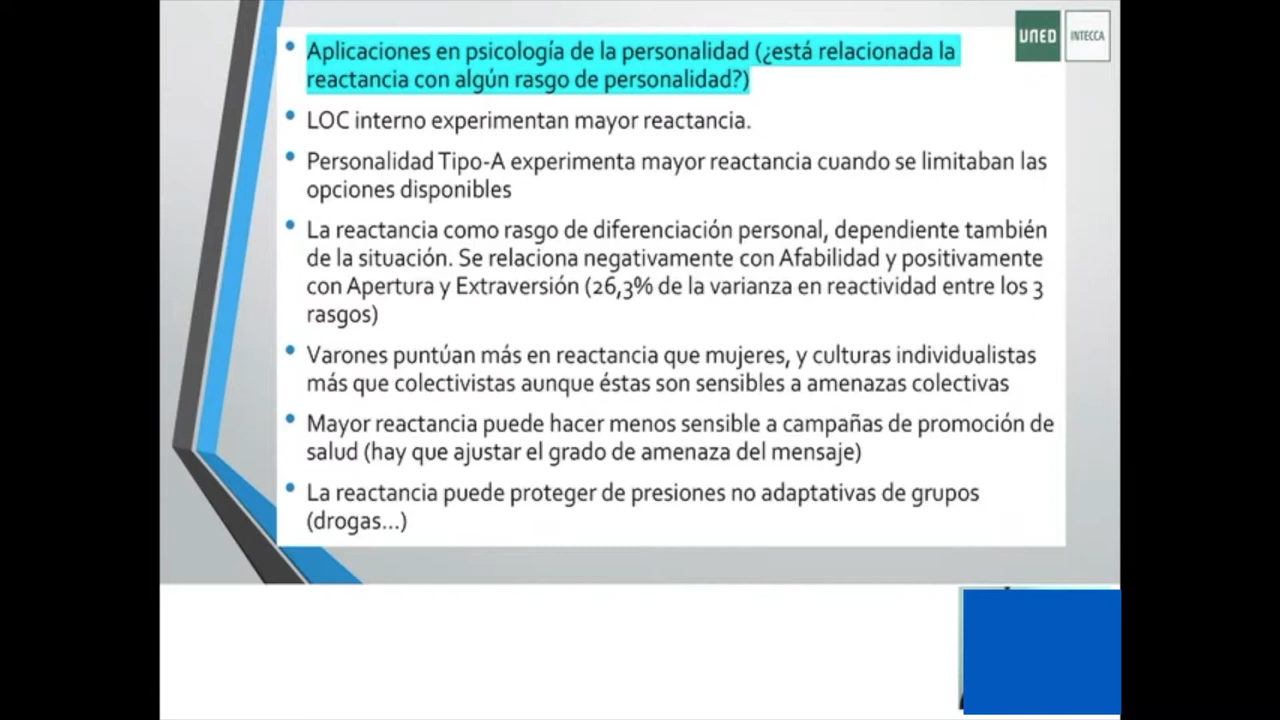 UNED INTECCA
• Aplicaciones en psicología de la personalidad (¿está relacionada la
reactancia con algún rasgo de personalidad?)
• LOC interno experimentan mayor reactancia.
• Personalidad Tipo-A experimenta mayor reactancia cuando se limitaban las
opciones disponibles
• La reactancia como rasgo de diferenciación personal, dependiente también
de la situación. Se relaciona negativamente con Afabilidad y positivamente
con Apertura y Extraversión (26,3% de la varianza en reactividad entre los 3
rasgos)
• Varones puntúan más en reactancia que mujeres, y culturas individualistas
más que colectivistas aunque éstas son sensibles a amenazas colectivas
• Mayor reactancia puede hacer menos sensible a campañas de promoción de
salud (hay que ajustar el grado de amenaza del mensaje)
• La reactancia puede proteger de presiones no adaptativas de grupos
(drogas...)